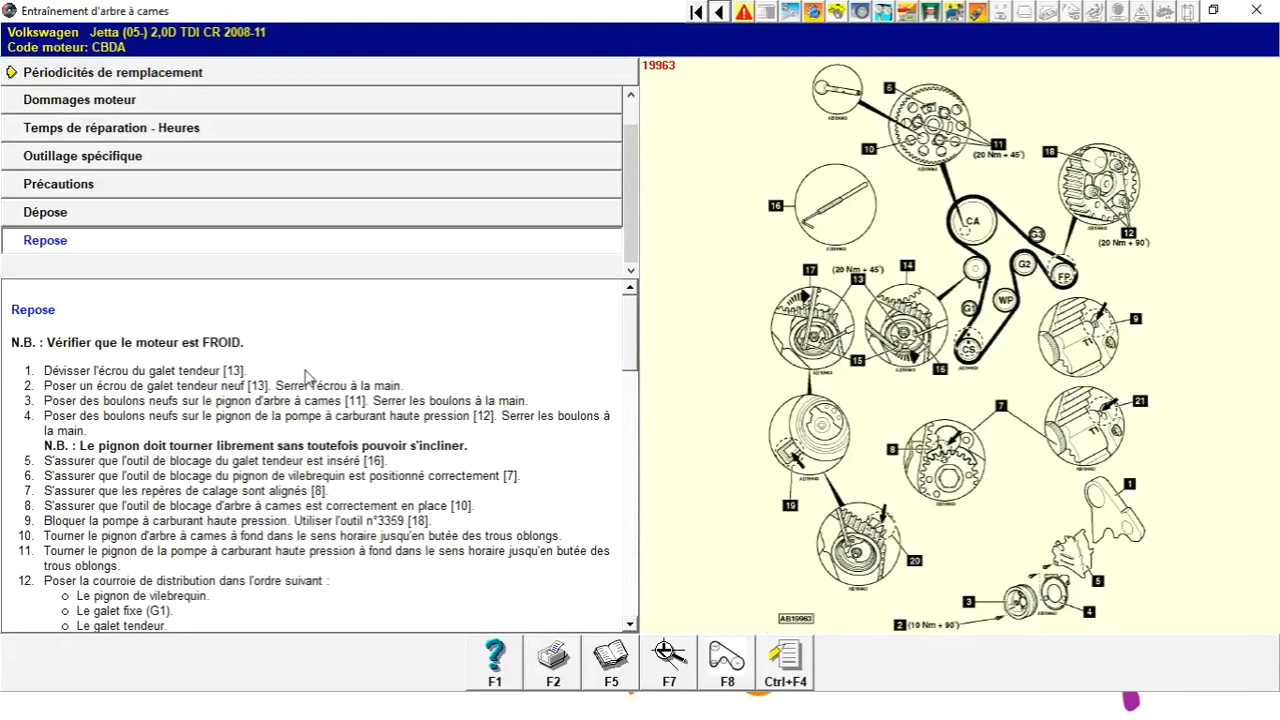 Entraînement d'arbre à cames
Volkswagen   Jetta (05-) 2,0D TDI CR 2008-11
Code moteur: CBDA
Périodicités de remplacement
Dommages moteur
Temps de réparation - Heures
Outillage spécifique
Précautions
Dépose
Repose
Repose
N.B. : Vérifier que le moteur est FROID.
1. Dévisser l'écrou du galet tendeur [13].
2. Poser un écrou de galet tendeur neuf [13]. Serrer l'écrou à la main.
3. Poser des boulons neufs sur le pignon d'arbre à cames [11]. Serrer les boulons à la main.
4. Poser des boulons neufs sur le pignon de la pompe à carburant haute pression [12]. Serrer les boulons à
la main.
N.B. : Le pignon doit tourner librement sans toutefois pouvoir s'incliner.
5. S'assurer que l'outil de blocage du galet tendeur est inséré [16].
6. S'assurer que l'outil de blocage du pignon de vilebrequin est positionné correctement [7].
7. S'assurer que les repères de calage sont alignés [8].
8. S'assurer que l'outil de blocage d'arbre à cames est correctement en place [10].
9. Bloquer la pompe à carburant haute pression. Utiliser l'outil n°3359 [18].
10. Tourner le pignon d'arbre à cames à fond dans le sens horaire jusqu'en butée des trous oblongs.
11. Tourner le pignon de la pompe à carburant haute pression à fond dans le sens horaire jusqu'en butée des
trous oblongs.
12. Poser la courroie de distribution dans l'ordre suivant :
o Le pignon de vilebrequin.
o Le galet fixe (G1).
o Le galet tendeur.
19963
6
AB19963
10
11
(20 Nm + 45°)
18
12
(20 Nm + 90°)
16
CA
G3
G2
FP
T
WP
G1
CS
17
(20 Nm + 45°)
13
14
15
16
9
T1
7
21
T1
8
19
20
1
5
3
4
2 (10 Nm + 90°)
AB19963
F1
F2
F5
F7
F8
Ctrl+F4